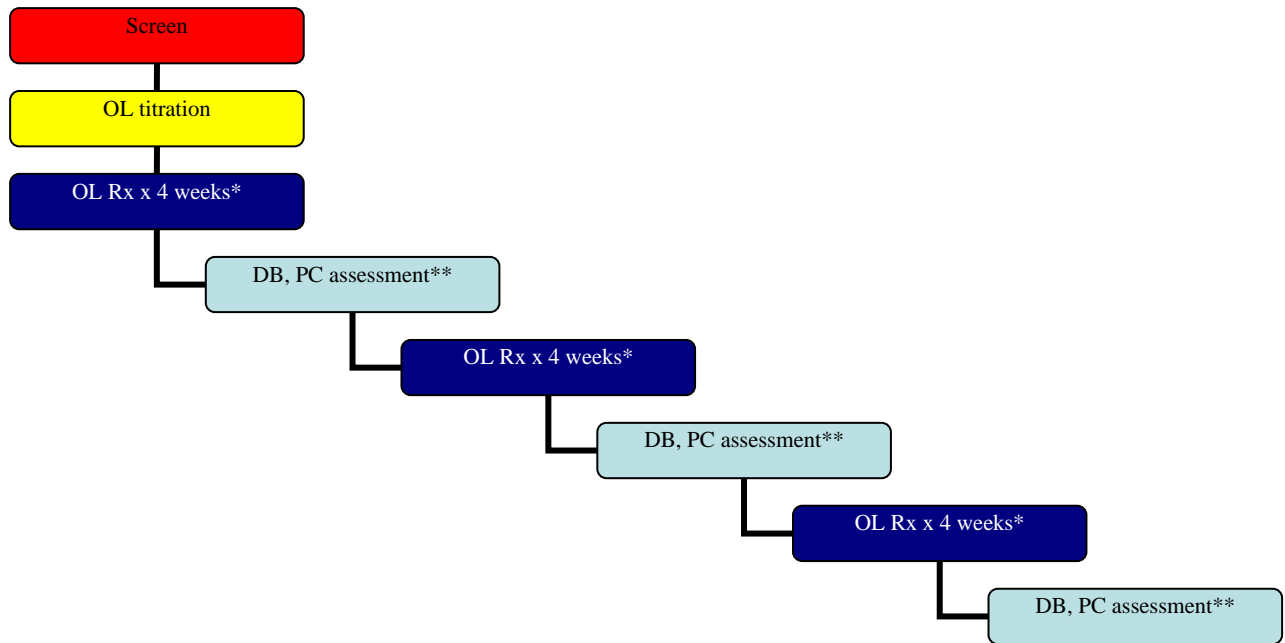 Screen
OL titration
OL Rx x 4 weeks*
DB, PC assessment**
OL Rx x 4 weeks*
DB, PC assessment**
OL Rx x 4 weeks*
DB, PC assessment**